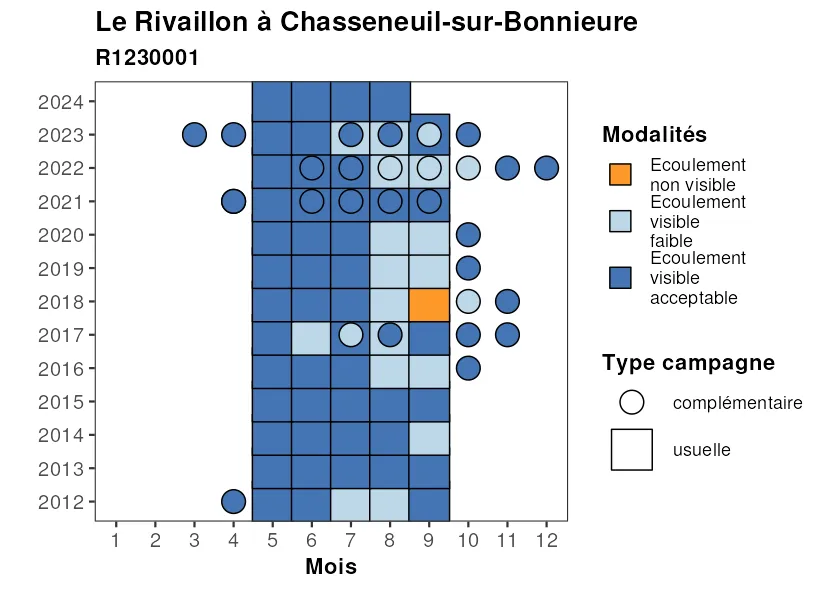 Le Rivaillon à Chasseneuil-sur-Bonnieure
R1230001
2024
2023
2022
2021
2020
2019
2018
2017
2016
2015
2014
2013
2012
1 2 3 4 5 6 7 8 9 10 11 12
Mois
Modalités
Ecoulement
non visible
Ecoulement
visible
faible
Ecoulement
visible
acceptable
Type campagne
complémentaire
usuelle